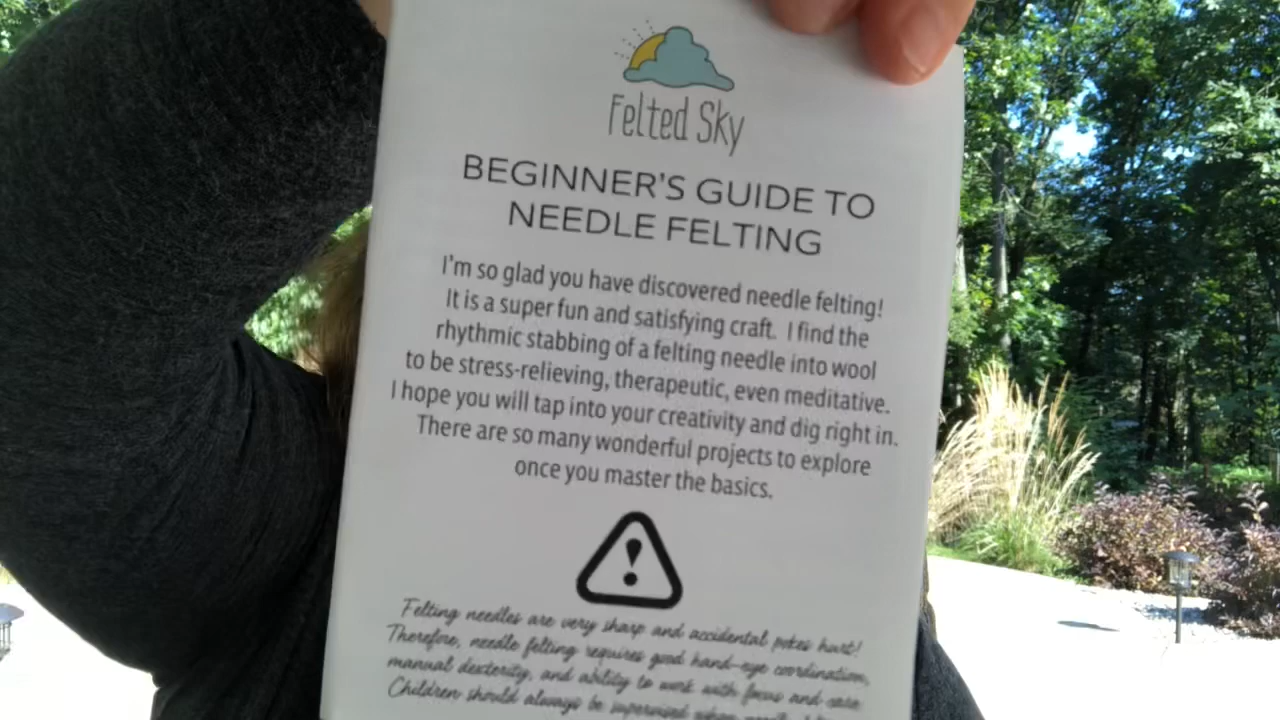 Felted Sky
BEGINNER'S GUIDE TO
NEEDLE FELTING
I'm so glad you have discovered needle felting!
It is a super fun and satisfying craft. I find the
rhythmic stabbing of a felting needle into wool
to be stress-relieving, therapeutic, even meditative.
I hope you will tap into your creativity and dig right in.
There are so many wonderful projects to explore
once you master the basics.
!
Felting needles are very sharp and accidental pokes hurt!
Therefore, needle felting requires good hand-eye coordination,
manual dexterity, and ability to work with focus and care
Children should always be supervised when